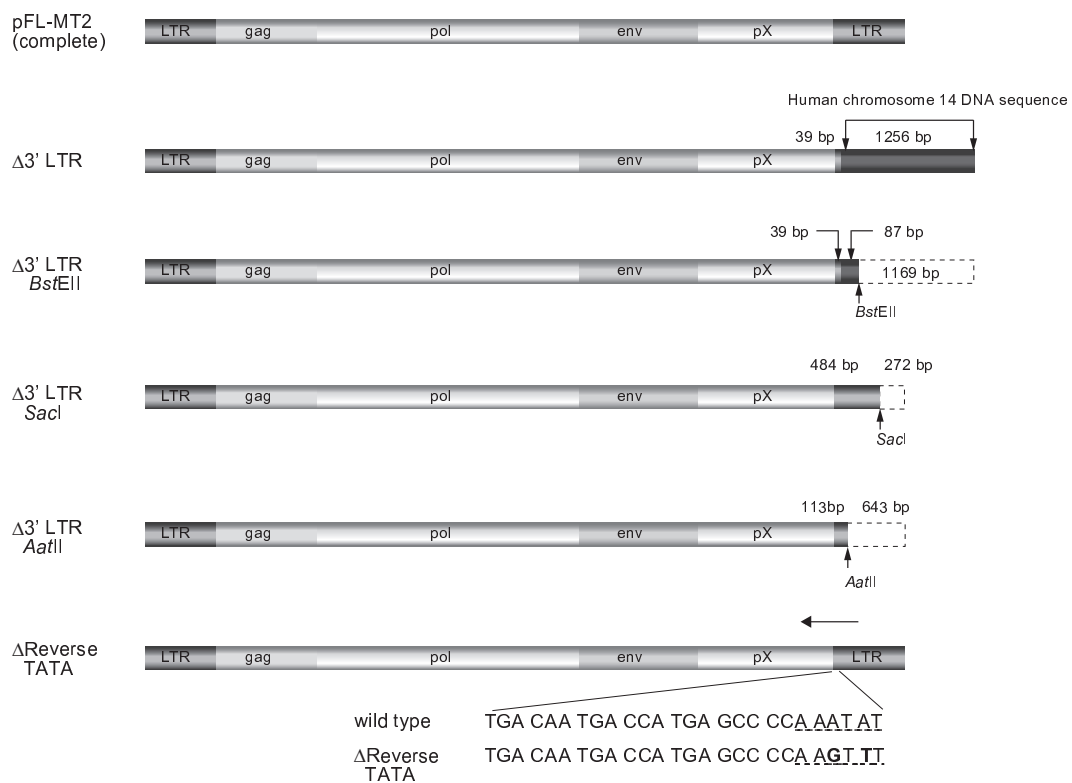 pFL-MT2
(complete)
LTR gag pol env pX LTR
Human chromosome 14 DNA sequence
39 bp 1256 bp
Δ3' LTR
LTR gag pol env pX
39 bp 87 bp
Δ3' LTR
BstEII
LTR gag pol env pX 1169 bp
BstEII
484 bp 272 bp
Δ3' LTR
SacI
LTR gag pol env pX
SacI
113bp 643 bp
Δ3' LTR
AatII
LTR gag pol env pX
AatII
ΔReverse
TATA
LTR gag pol env pX LTR
wild type TGA CAA TGA CCA TGA GCC CCA AAT AT
ΔReverse
TATA
TGA CAA TGA CCA TGA GCC CCA AGT TT